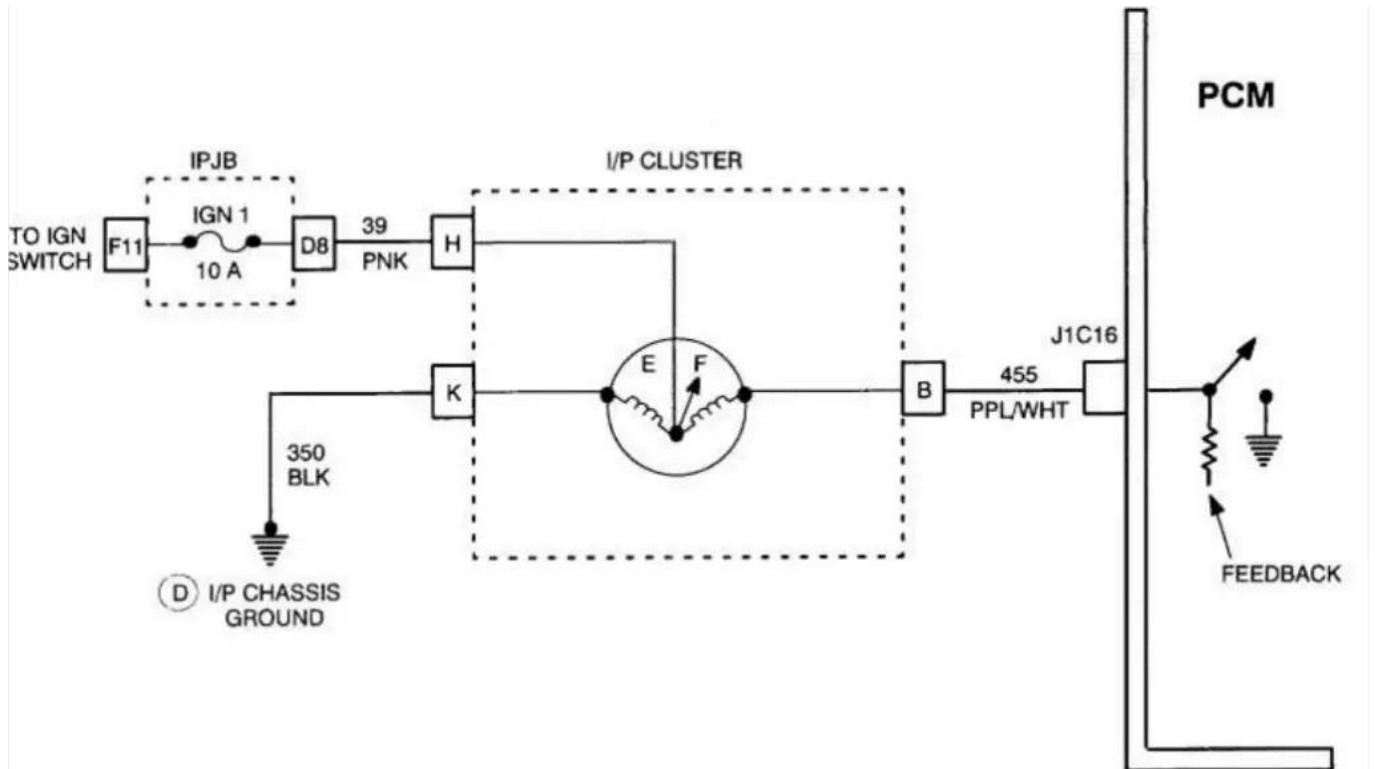 PCM
IPJB
I/P CLUSTER
IGN 1
39
TO IGN
SWITCH
F11
D8
H
PNK
10 A
J1C16
E F
K
B
455
PPL/WHT
350
BLK
FEEDBACK
D I/P CHASSIS
GROUND